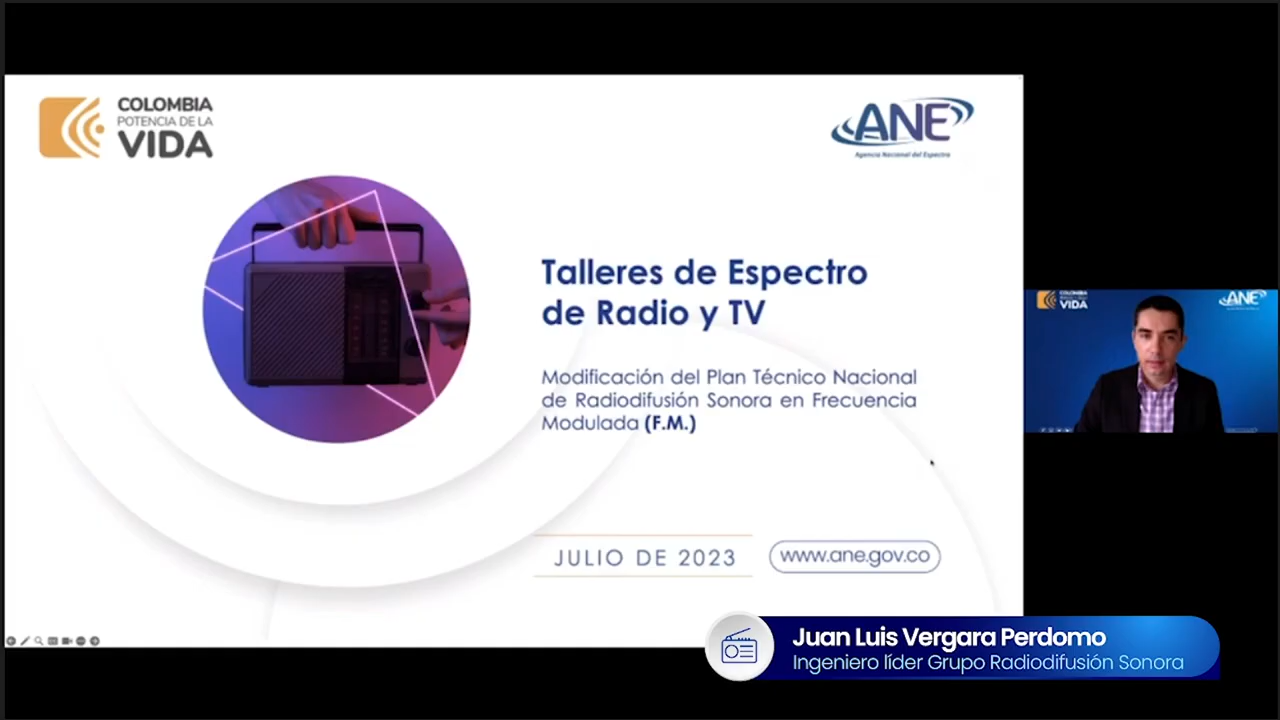 COLOMBIA
POTENCIA DE LA
VIDA
ANE
Agencia Nacional del Espectro
Talleres de Espectro
de Radio y TV
Modificación del Plan Técnico Nacional
de Radiodifusión Sonora en Frecuencia
Modulada (F.M.)
JULIO DE 2023
www.ane.gov.co
COLOMBIA
VIDA
ANE
Juan Luis Vergara Perdomo
Ingeniero líder Grupo Radiodifusión Sonora